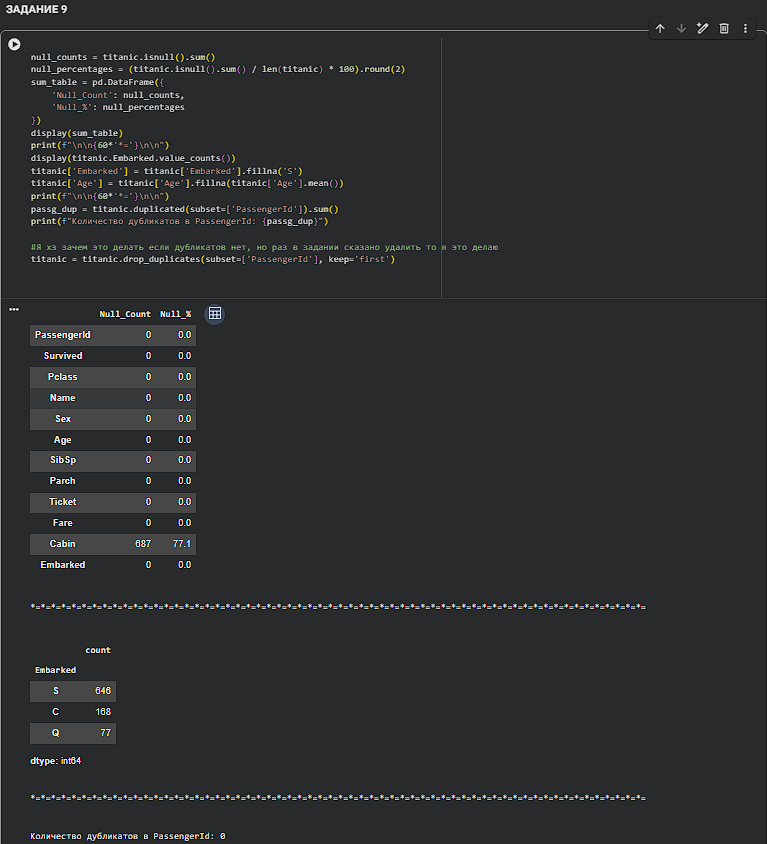 ЗАДАНИЕ 9
null_counts = titanic.isnull().sum()
null_percentages = (titanic.isnull().sum() / len(titanic) * 100).round(2)
sum_table = pd.DataFrame({
'Null_Count': null_counts,
'Null_%': null_percentages
})
display(sum_table)
print(f"\n\n{60*'*='}\n\n")
display(titanic.Embarked.value_counts())
titanic['Embarked'] = titanic['Embarked'].fillna('S')
titanic['Age'] = titanic['Age'].fillna(titanic['Age'].mean())
print(f"\n\n{60*'*='}\n\n")
passg_dup = titanic.duplicated(subset=['PassengerId']).sum()
print(f"Количество дубликатов в PassengerId: {passg_dup}")
#Я хз зачем это делать если дубликатов нет, но раз в задании сказано удалить то я это делаю
titanic = titanic.drop_duplicates(subset=['PassengerId'], keep='first')
Null_Count Null_%
PassengerId 0 0.0
Survived 0 0.0
Pclass 0 0.0
Name 0 0.0
Sex 0 0.0
Age 0 0.0
SibSp 0 0.0
Parch 0 0.0
Ticket 0 0.0
Fare 0 0.0
Cabin 687 77.1
Embarked 0 0.0
*=*=*=*=*=*=*=*=*=*=*=*=*=*=*=*=*=*=*=*=*=*=*=*=*=*=*=*=*=*=*=*=*=*=*=*=*=*=*=*=*=*=*=*=*=*=*=*=*=*=*=*=*=*=*=*=*=*=*=*=
count
Embarked
S 646
C 168
Q 77
dtype: int64
*=*=*=*=*=*=*=*=*=*=*=*=*=*=*=*=*=*=*=*=*=*=*=*=*=*=*=*=*=*=*=*=*=*=*=*=*=*=*=*=*=*=*=*=*=*=*=*=*=*=*=*=*=*=*=*=*=*=*=*=
Количество дубликатов в PassengerId: 0